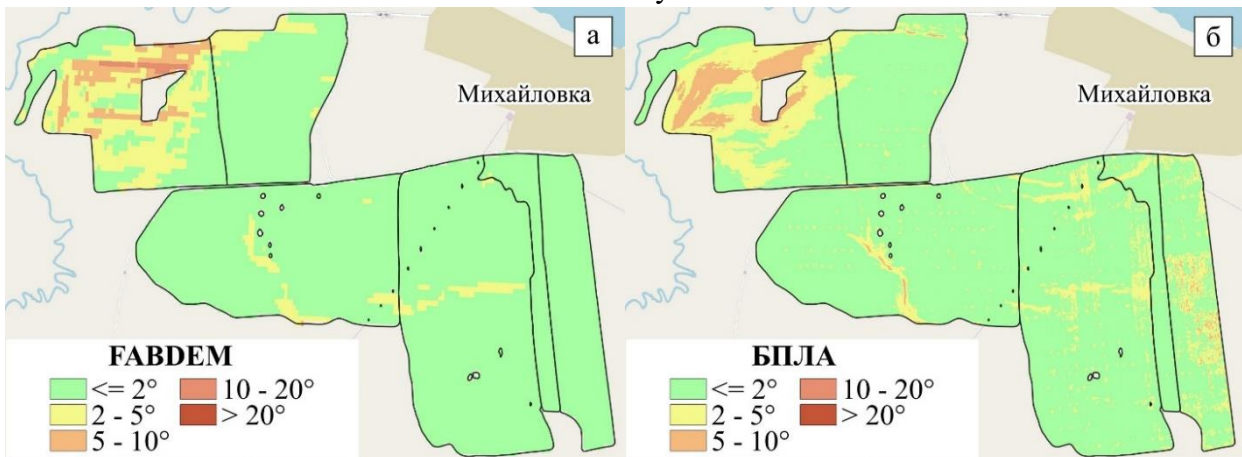 у
а
Михайловка
FABDEM
<= 2°
10 - 20°
2 - 5°
> 20°
5 - 10°
б
Михайловка
БПЛА
<= 2°
10 - 20°
2 - 5°
> 20°
5 - 10°